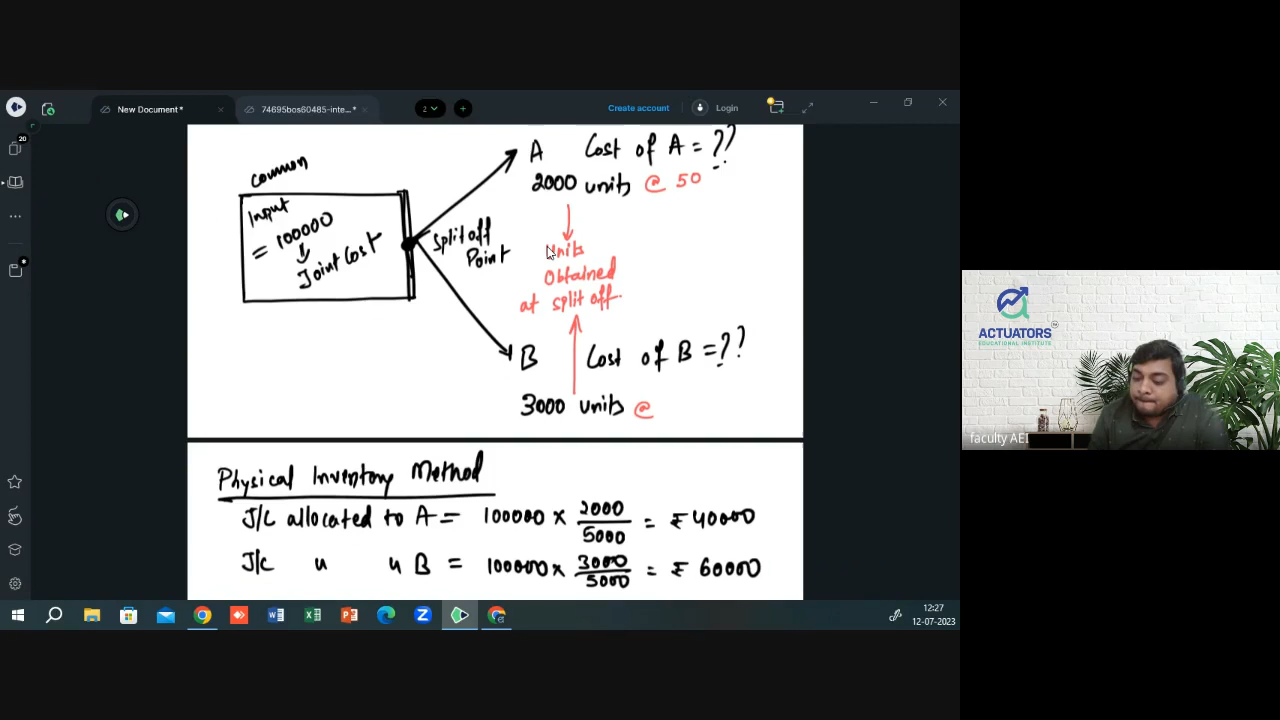 New Document*
74695bos60485-inte...*
2
Create account
Login
20
common
Input
= 100000
Joint Cost
Split off
Point
A Cost of A = ??
2000 units @ 50
units
obtained
at split off.
B Cost of B = ??
3000 units @
Physical Inventory Method
J/C allocated to A = 100000 × 2000/5000 = ₹ 40000
J/C u u B = 100000 × 3000/5000 = ₹ 60000
ACTUATORS
EDUCATIONAL INSTITUTE
faculty AEI
12:27
12-07-2023